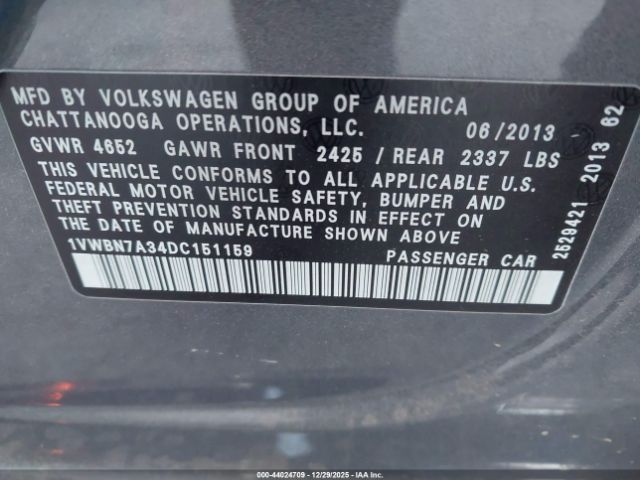 MFD BY VOLKSWAGEN GROUP OF AMERICA
CHATTANOOGA OPERATIONS, LLC. 06/2013
GVWR 4652 GAWR FRONT 2425 / REAR 2337 LBS
THIS VEHICLE CONFORMS TO ALL APPLICABLE U.S.
FEDERAL MOTOR VEHICLE SAFETY, BUMPER AND
THEFT PREVENTION STANDARDS IN EFFECT ON
THE DATE OF MANUFACTURE SHOWN ABOVE
1VWBN7A34DC151159 PASSENGER CAR
2529421 2013 62
000-44024709 - 12/29/2025 - IAAI.com